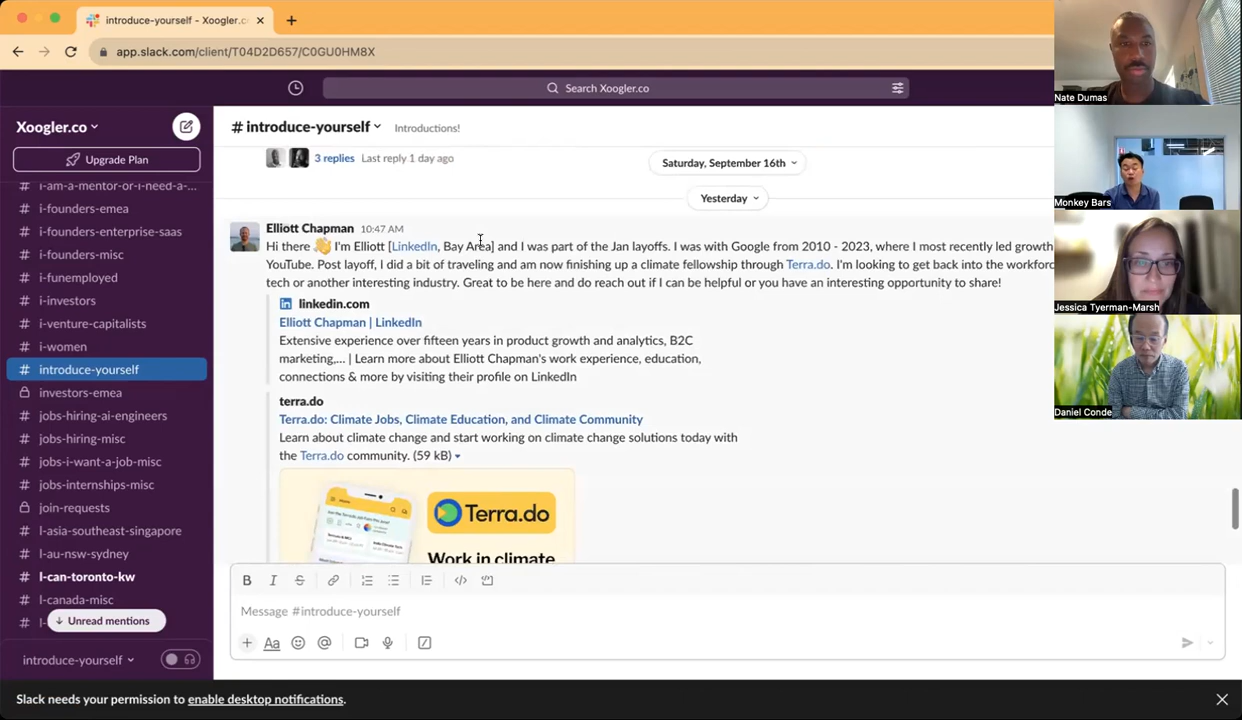 introduce-yourself - Xoogler.c
app.slack.com/client/T04D2D657/C0GU0HM8X
Search Xoogler.co
Xoogler.co
Upgrade Plan
# i-am-a-mentor-or-i-need-a-...
# i-founders-emea
# i-founders-enterprise-saas
# i-founders-misc
# i-funemployed
# i-investors
# i-venture-capitalists
# i-women
# introduce-yourself
investors-emea
# jobs-hiring-ai-engineers
# jobs-hiring-misc
# jobs-i-want-a-job-misc
# jobs-internships-misc
join-requests
# l-asia-southeast-singapore
# l-au-nsw-sydney
# l-can-toronto-kw
# l-canada-misc
# l-
Unread mentions
introduce-yourself
# introduce-yourself Introductions!
3 replies Last reply 1 day ago
Saturday, September 16th
Yesterday
Elliott Chapman 10:47 AM
Hi there 👋 I'm Elliott [LinkedIn, Bay Area] and I was part of the Jan layoffs. I was with Google from 2010 - 2023, where I most recently led growth
YouTube. Post layoff, I did a bit of traveling and am now finishing up a climate fellowship through Terra.do. I'm looking to get back into the workforc
tech or another interesting industry. Great to be here and do reach out if I can be helpful or you have an interesting opportunity to share!
linkedin.com
Elliott Chapman | LinkedIn
Extensive experience over fifteen years in product growth and analytics, B2C
marketing,... | Learn more about Elliott Chapman's work experience, education,
connections & more by visiting their profile on LinkedIn
terra.do
Terra.do: Climate Jobs, Climate Education, and Climate Community
Learn about climate change and start working on climate change solutions today with
the Terra.do community. (59 kB)
Terra.do
Work in climate
B I S
Message #introduce-yourself
Aa
Nate Dumas
Monkey Bars
Jessica Tyerman-Marsh
Daniel Conde
Slack needs your permission to enable desktop notifications.